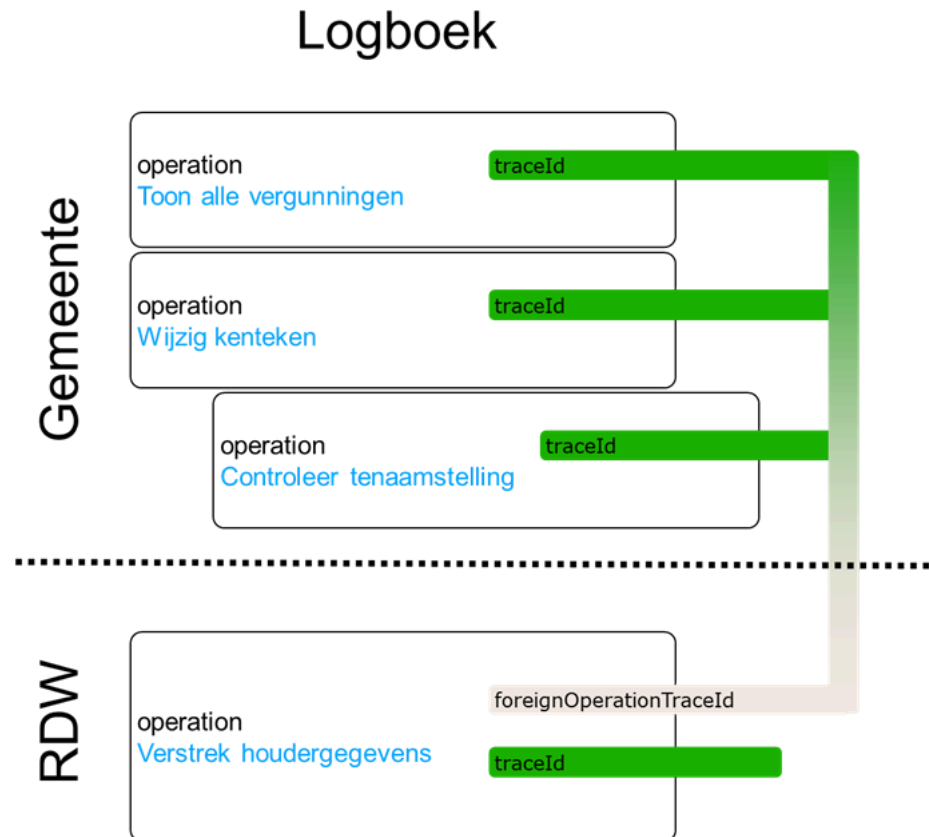 Logboek
Gemeente
operation
Toon alle vergunningen
traceId
operation
Wijzig kenteken
traceId
operation
Controleer tenaamstelling
traceId
RDW
foreignOperationTraceId
operation
Verstrek houdergegevens
traceId